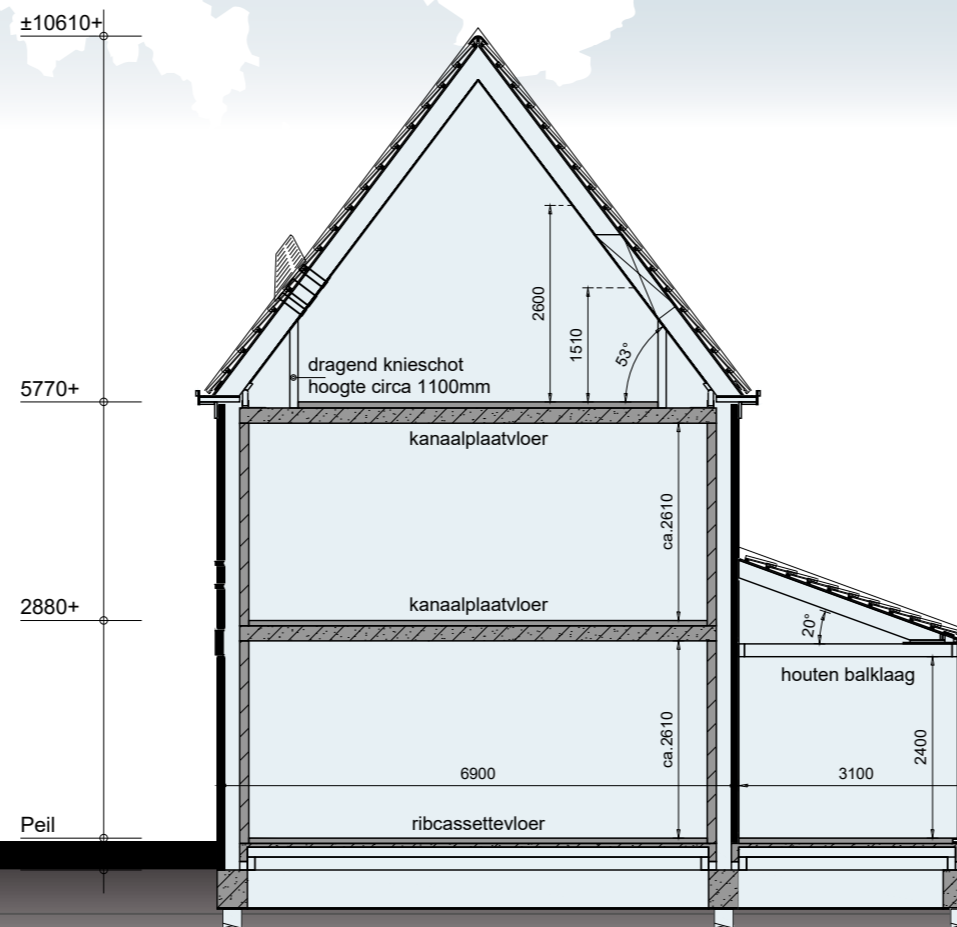 ±10610+
2600
1510
53°
dragend knieschot
hoogte circa 1100mm
5770+
kanaalplaatvloer
ca.2610
kanaalplaatvloer
2880+
20°
houten balklaag
ca.2610
2400
6900
3100
Peil
ribcassettevloer